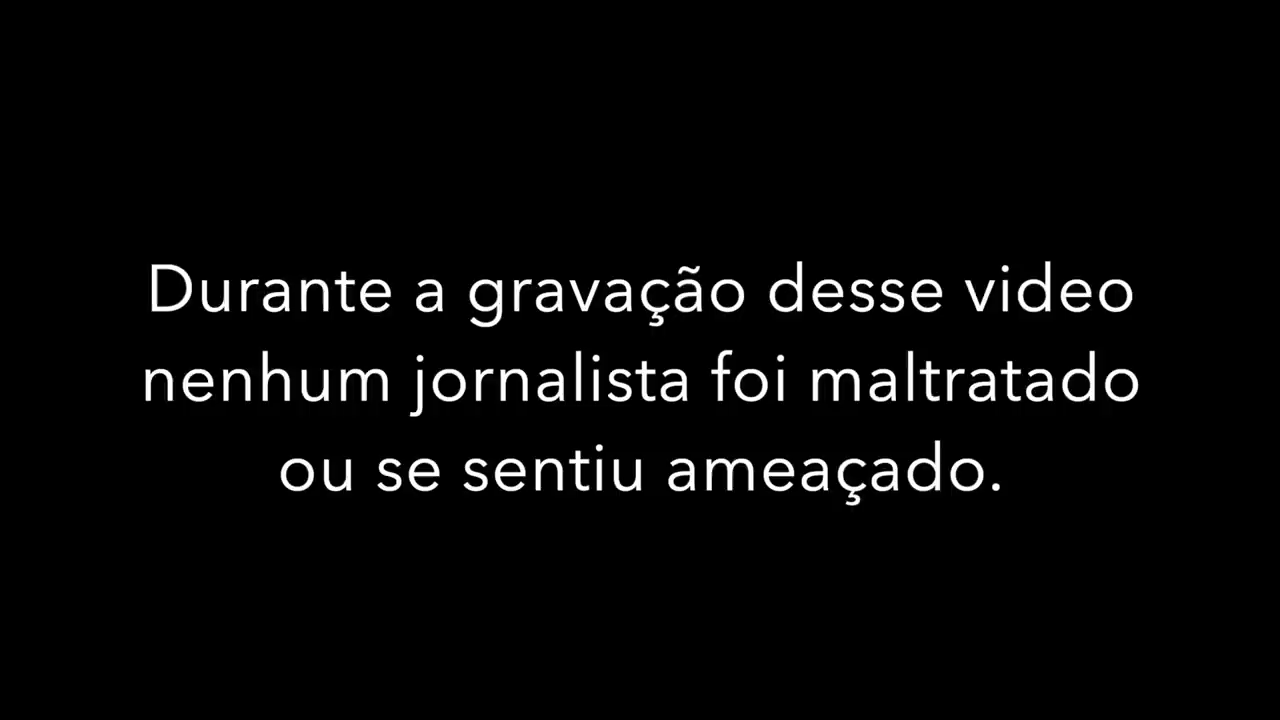 Durante a gravação desse video
nenhum jornalista foi maltratado
ou se sentiu ameaçado.